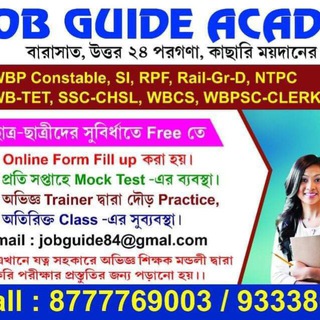 JOB GUIDE ACAD
বারাসাত, উত্তর ২৪ পরগণা, কাছারি ময়দানের
WBP Constable, SI, RPF, Rail-Gr-D, NTPC
WB-TET, SSC-CHSL, WBCS, WBPSC-CLERK
ছাত্র-ছাত্রীদের সুবির্ধাতে Free তে
Online Form Fill up করা হয়।
প্রতি সপ্তাহে Mock Test -এর ব্যবস্থা।
অভিজ্ঞ Trainer দ্বারা দৌড় Practice,
অতিরিক্ত Class -এর সুব্যবস্থা।
mail : jobguide84@gmal.com
এখানে যত্ন সহকারে অভিজ্ঞ শিক্ষক মন্ডলী দ্বারা
রি পরীক্ষার প্রস্তুতির জন্য পড়ানো হয়।।
all : 8777769003 / 93338